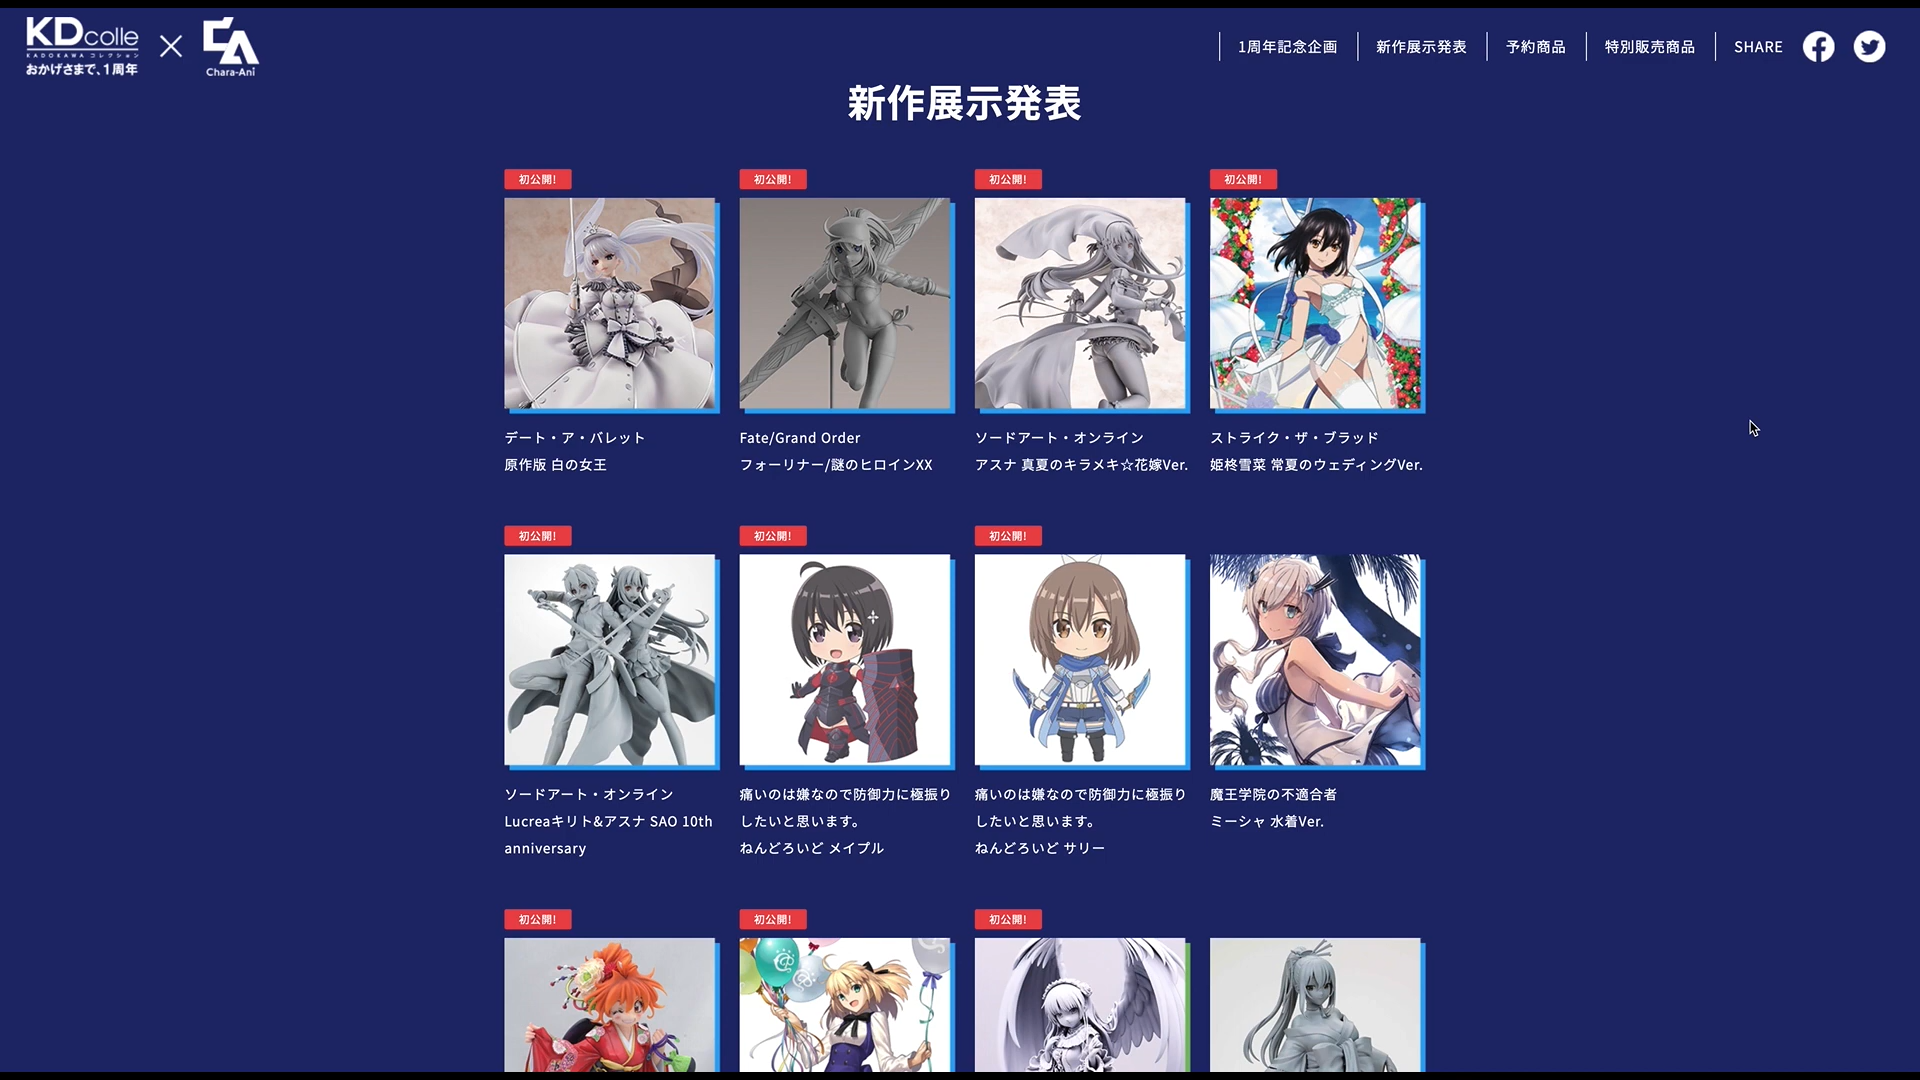 KDcolle
KADOKAWA コレクション
おかげさまで、1周年
Chara-Ani
1周年記念企画
新作展示発表
予約商品
特別販売商品
SHARE
新作展示発表
初公開!
初公開!
初公開!
初公開!
デート・ア・バレット
原作版 白の女王
Fate/Grand Order
フォーリナー/謎のヒロインXX
ソードアート・オンライン
アスナ 真夏のキラメキ☆花嫁Ver.
ストライク・ザ・ブラッド
姫柊雪菜 常夏のウェディングVer.
初公開!
初公開!
初公開!
ソードアート・オンライン
Lucreaキリト&アスナ SAO 10th
anniversary
痛いのは嫌なので防御力に極振り
したいと思います。
ねんどろいど メイプル
痛いのは嫌なので防御力に極振り
したいと思います。
ねんどろいど サリー
魔王学院の不適合者
ミーシャ 水着Ver.
初公開!
初公開!
初公開!